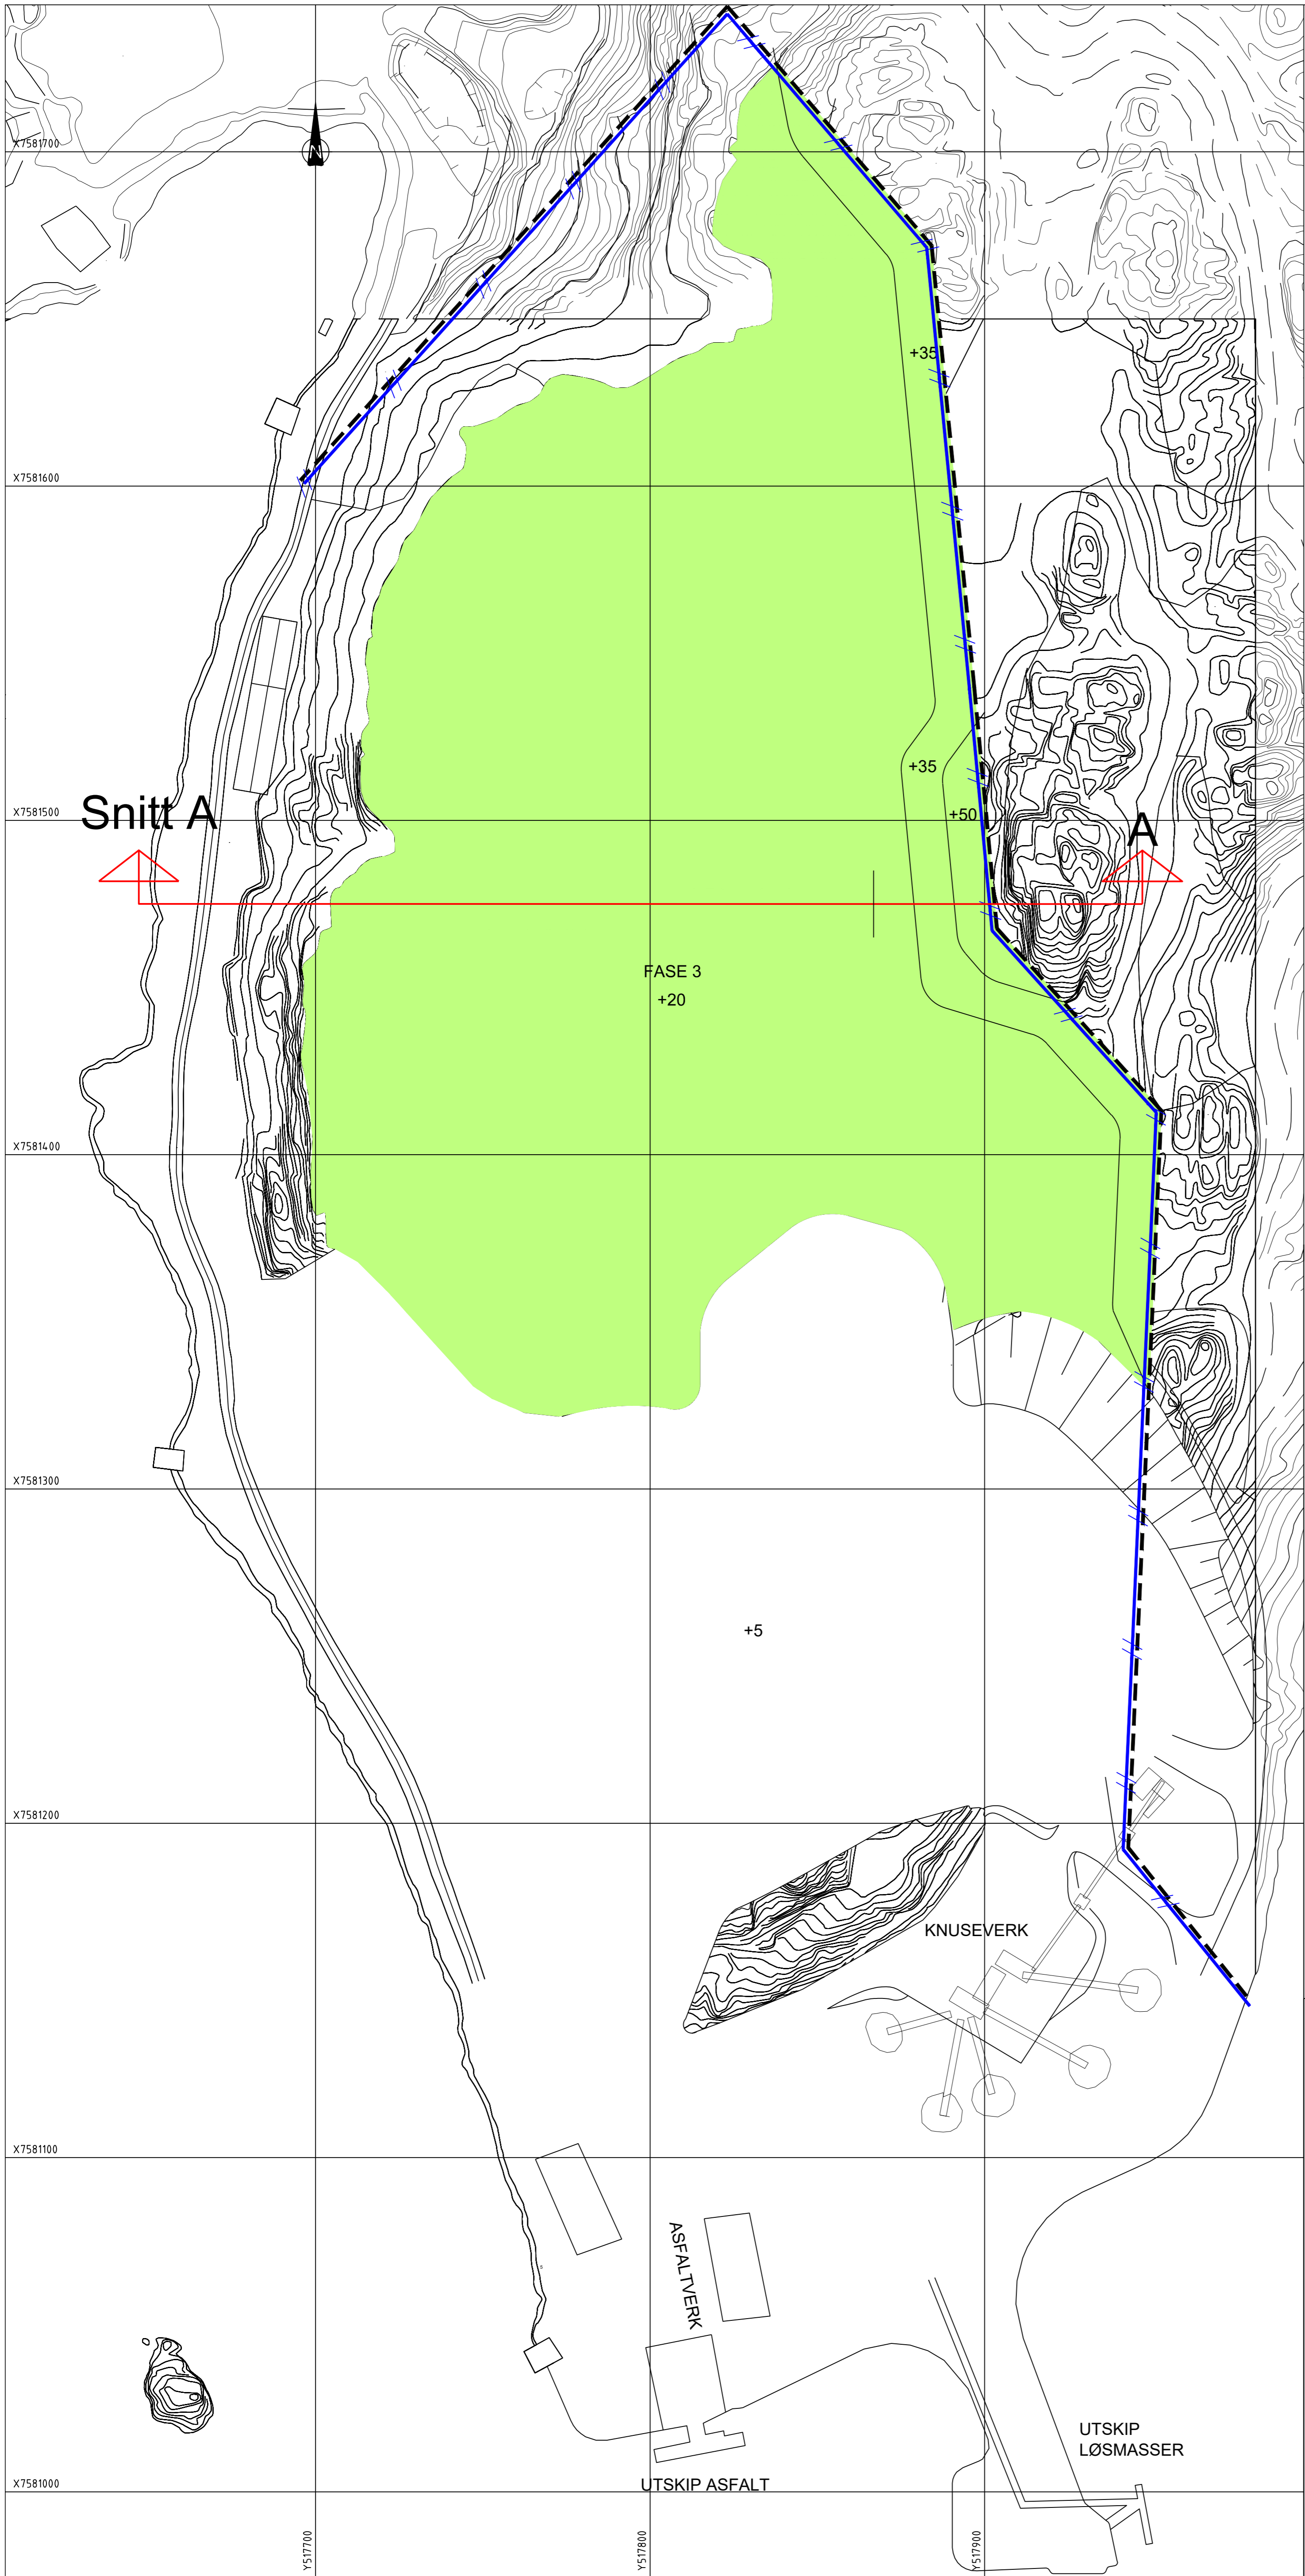 X7581700
N
+35
X7581600
+35
X7581500
Snitt A
+50
A
FASE 3
+20
X7581400
X7581300
+5
X7581200
KNUSEVERK
X7581100
ASFALTVERK
UTSKIP
LØSMASSER
UTSKIP ASFALT
X7581000
Y517700
Y517800
Y517900